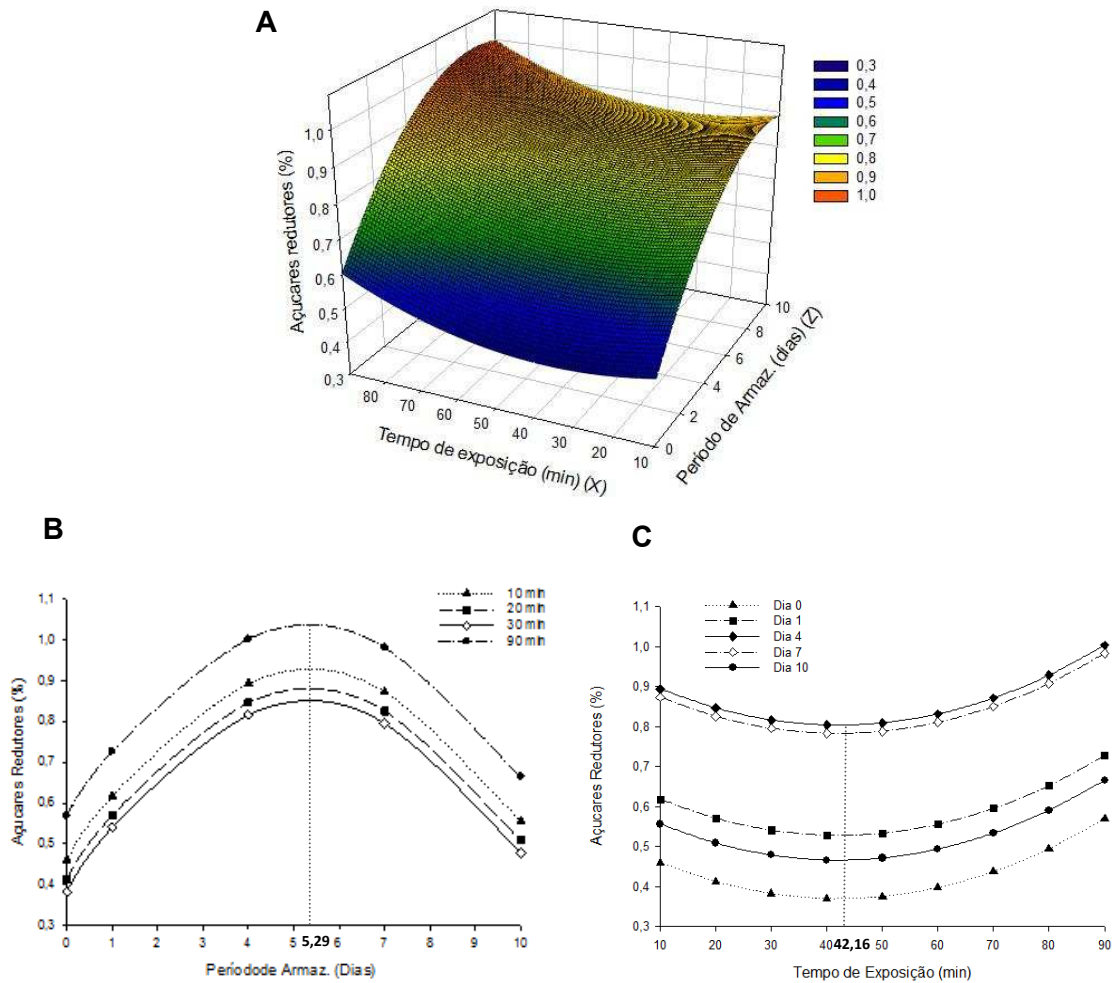 A
0,3
0,4
0,5
0,6
0,7
0,8
0,9
1,0
Açucares redutores (%)
1,0
0,9
0,8
0,7
0,6
0,5
0,4
0,3
80 70 60 50 40 30 20 10
Tempo de exposição (min) (X)
0 2 4 6 8 10
Período de Armaz. (dias) (Z)
B
10 min
20 min
30 min
90 min
Açucares Redutores (%)
1,1
1,0
0,9
0,8
0,7
0,6
0,5
0,4
0,3
0 1 2 3 4 5 5,29 6 7 8 9 10
Períodode Armaz. (Dias)
C
Dia 0
Dia 1
Dia 4
Dia 7
Dia 10
Açucares Redutores (%)
1,1
1,0
0,9
0,8
0,7
0,6
0,5
0,4
0,3
10 20 30 40 42,16 50 60 70 80 90
Tempo de Exposição (min)